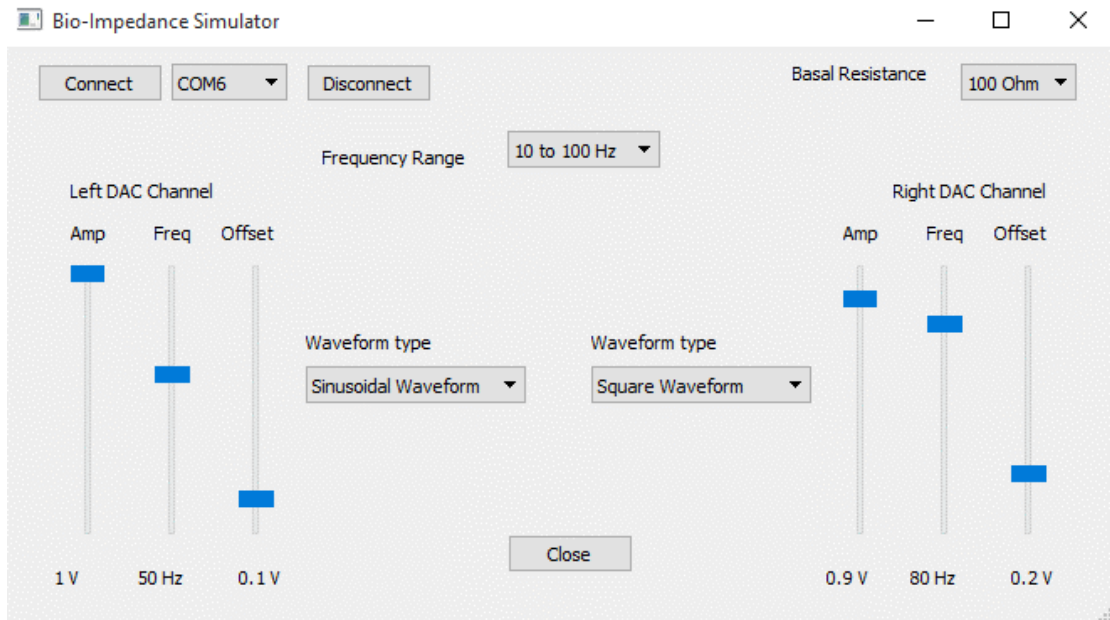 Bio-Impedance Simulator
Connect COM6 Disconnect Basal Resistance 100 Ohm
Frequency Range 10 to 100 Hz
Left DAC Channel Right DAC Channel
Amp Freq Offset Amp Freq Offset
Waveform type Waveform type
Sinusoidal Waveform Square Waveform
Close
1 V 50 Hz 0.1 V 0.9 V 80 Hz 0.2 V